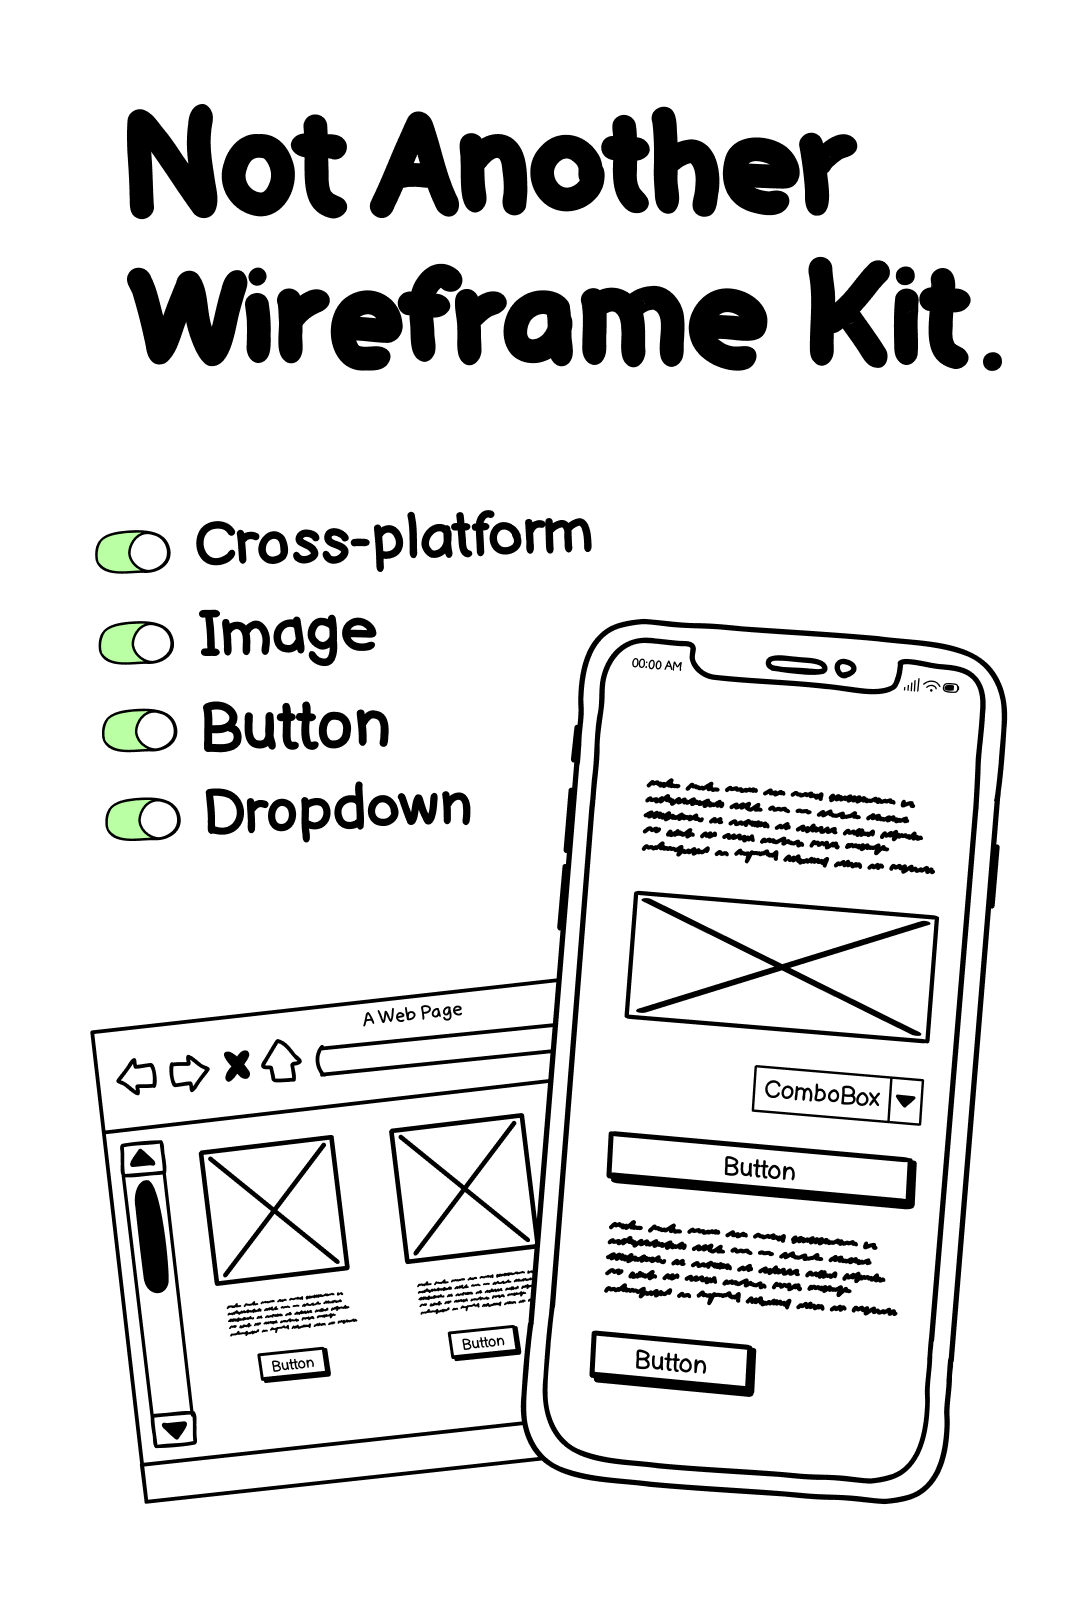 Not Another
Wireframe Kit.
Cross-platform
Image
Button
Dropdown
00:00 AM
ComboBox
Button
Button
A Web Page
Button
Button